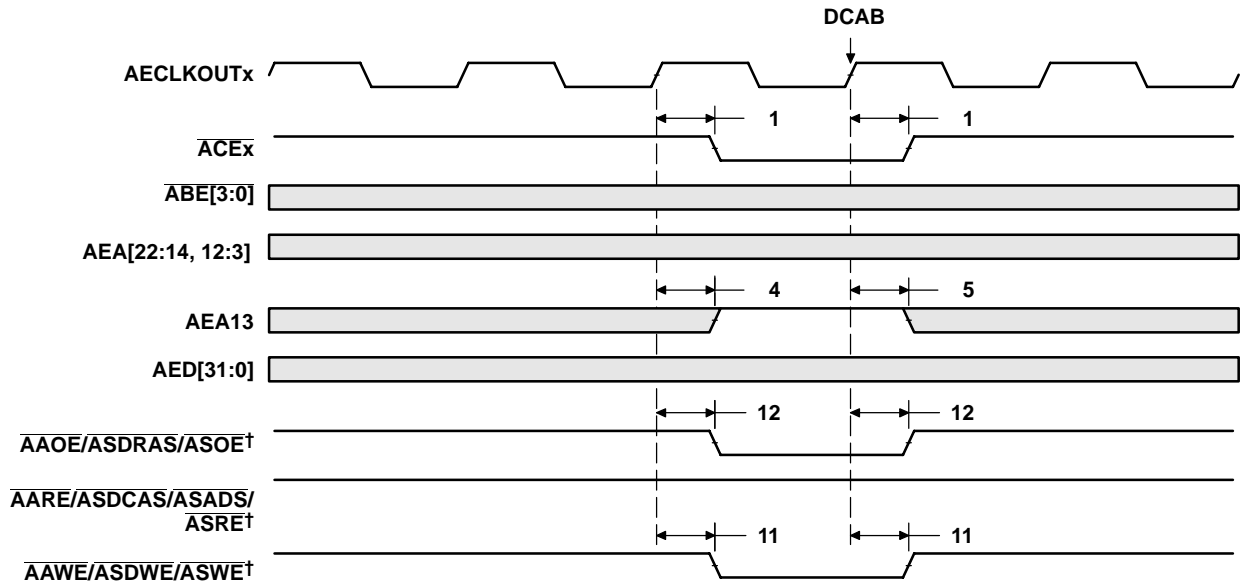 DCAB
AECLKOUTx
1 1
ACEx
ABE[3:0]
AEA[22:14, 12:3]
4 5
AEA13
AED[31:0]
12 12
AAOE/ASDRAS/ASOE†
AARE/ASDCAS/ASADS/
ASRE†
11 11
AAWE/ASDWE/ASWE†